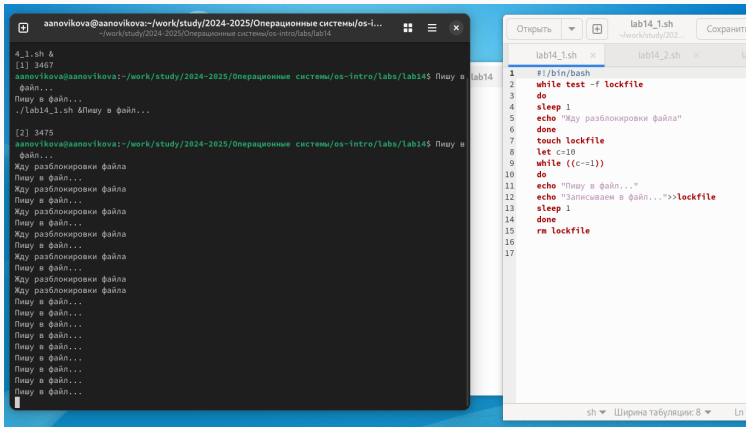 aanovikova@aanovikova:~/work/study/2024-2025/Операционные системы/os-i...
~/work/study/2024-2025/Операционные системы/os-intro/labs/lab14
4_1.sh &
[1] 3467
aanovikova@aanovikova:~/work/study/2024-2025/Операционные системы/os-intro/labs/lab14$ Пишу в
файл...
Пишу в файл...
./lab14_1.sh &Пишу в файл...
[2] 3475
aanovikova@aanovikova:~/work/study/2024-2025/Операционные системы/os-intro/labs/lab14$ Пишу в
файл...
Жду разблокировки файла
Пишу в файл...
Жду разблокировки файла
Пишу в файл...
Жду разблокировки файла
Пишу в файл...
Жду разблокировки файла
Пишу в файл...
Жду разблокировки файла
Пишу в файл...
Жду разблокировки файла
Жду разблокировки файла
Пишу в файл...
Пишу в файл...
Пишу в файл...
Пишу в файл...
Пишу в файл...
Пишу в файл...
Пишу в файл...
Пишу в файл...
Пишу в файл...
lab14
Открыть
lab14_1.sh
~/work/study/202...
Сохранить
lab14_1.sh ×
lab14_2.sh ×
1 #!/bin/bash
2 while test -f lockfile
3 do
4 sleep 1
5 echo "Жду разблокировки файла"
6 done
7 touch lockfile
8 let c=10
9 while ((c-=1))
10 do
11 echo "Пишу в файл..."
12 echo "Записываем в файл...">>lockfile
13 sleep 1
14 done
15 rm lockfile
16
17
sh
Ширина табуляции: 8
Ln